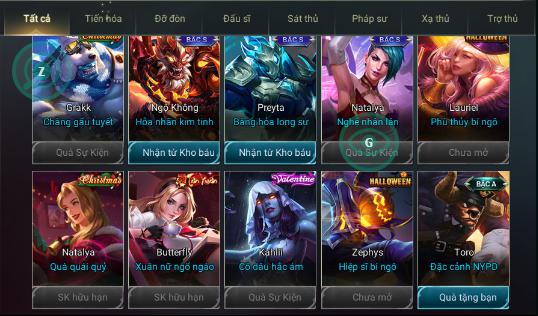 Tất cả Tiến hóa Đỡ đòn Đấu sĩ Sát thủ Pháp sư Xạ thủ Trợ thủ
Christmas BẬC S BẬC S BẬC S HALLOWEEN
Z
Grakk Ngộ Không Preyta Natalya Lauriel
Chàng gấu tuyết Hỏa nhãn kim tinh Băng hỏa long sư Nghệ nhân lân Phù thủy bí ngô
G
Quà Sự Kiện Nhận từ Kho báu Nhận từ Kho báu Quà Sự Kiện Chưa mở
Christmas Tân Xuân Valentine HALLOWEEN BẬC A
Natalya Butterfly Kahlii Zephys Toro
Quà quái quỷ Xuân nữ ngổ ngáo Cô dâu hắc ám Hiệp sĩ bí ngô Đặc cảnh NYPD
SK hữu hạn SK hữu hạn Quà Sự Kiện Chưa mở Quà tặng bạn